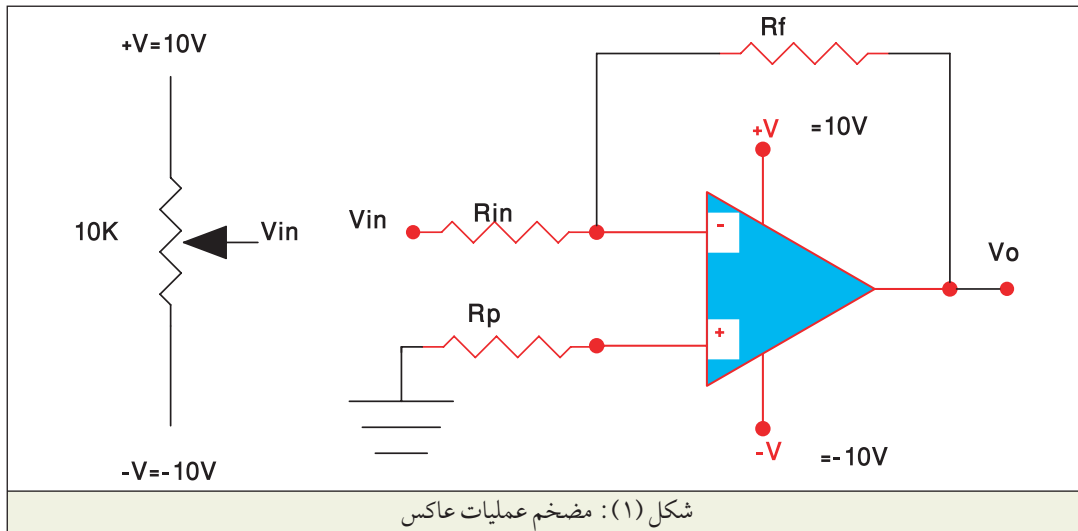 +V=10V
10K
Vin
-V=-10V
Rf
+V =10V
Vin
Rin
-
Vo
Rp
+
-V =-10V
شكل (١): مضخم عمليات عاكس